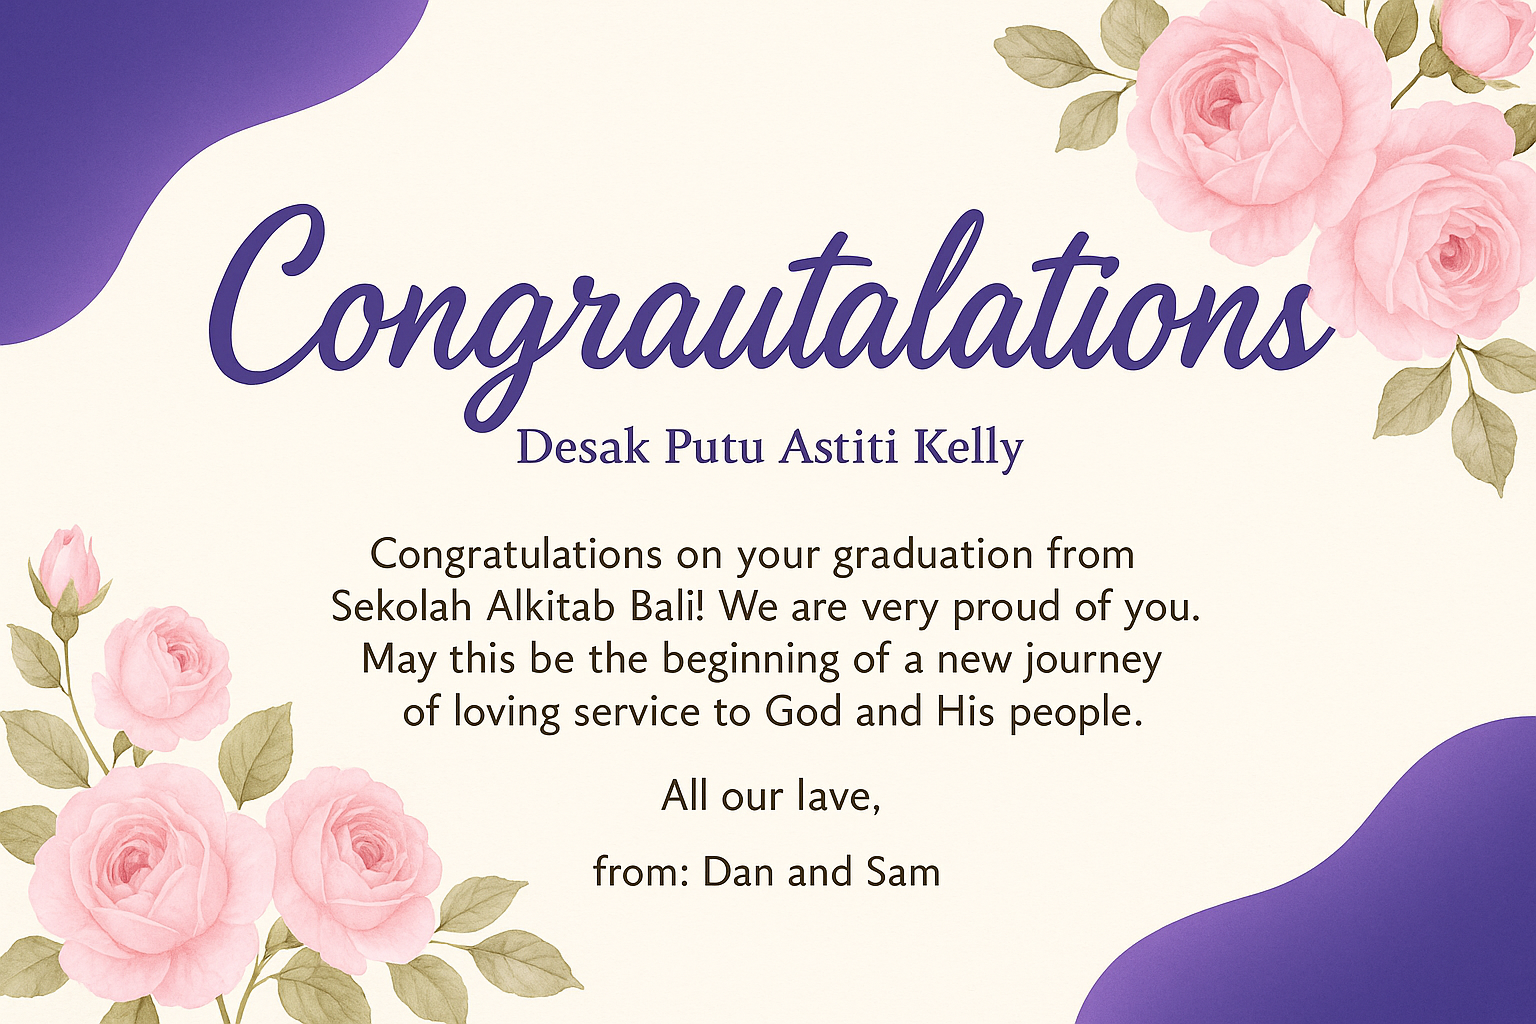 Congrautalations
Desak Putu Astiti Kelly
Congratulations on your graduation from
Sekolah Alkitab Bali! We are very proud of you.
May this be the beginning of a new journey
of loving service to God and His people.
All our lave,
from: Dan and Sam